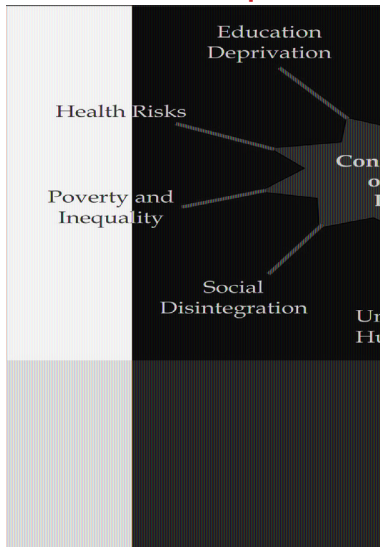 Education
Deprivation
Health Risks
Poverty and
Inequality
Social
Disintegration